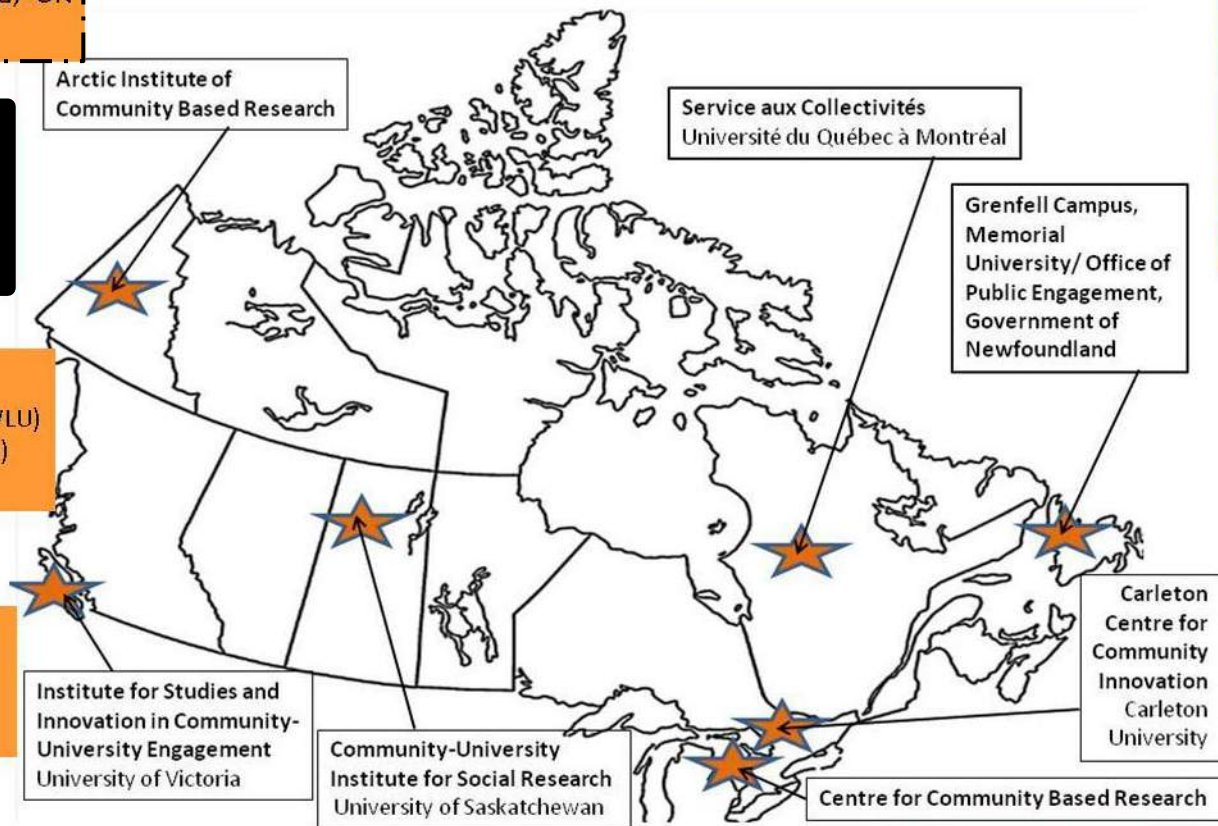 Arctic Institute of
Community Based Research
Service aux Collectivités
Université du Québec à Montréal
Grenfell Campus,
Memorial
University/ Office of
Public Engagement,
Government of
Newfoundland
Carleton
Centre for
Community
Innovation
Carleton
University
Institute for Studies and
Innovation in Community-
University Engagement
University of Victoria
Community-University
Institute for Social Research
University of Saskatchewan
Centre for Community Based Research